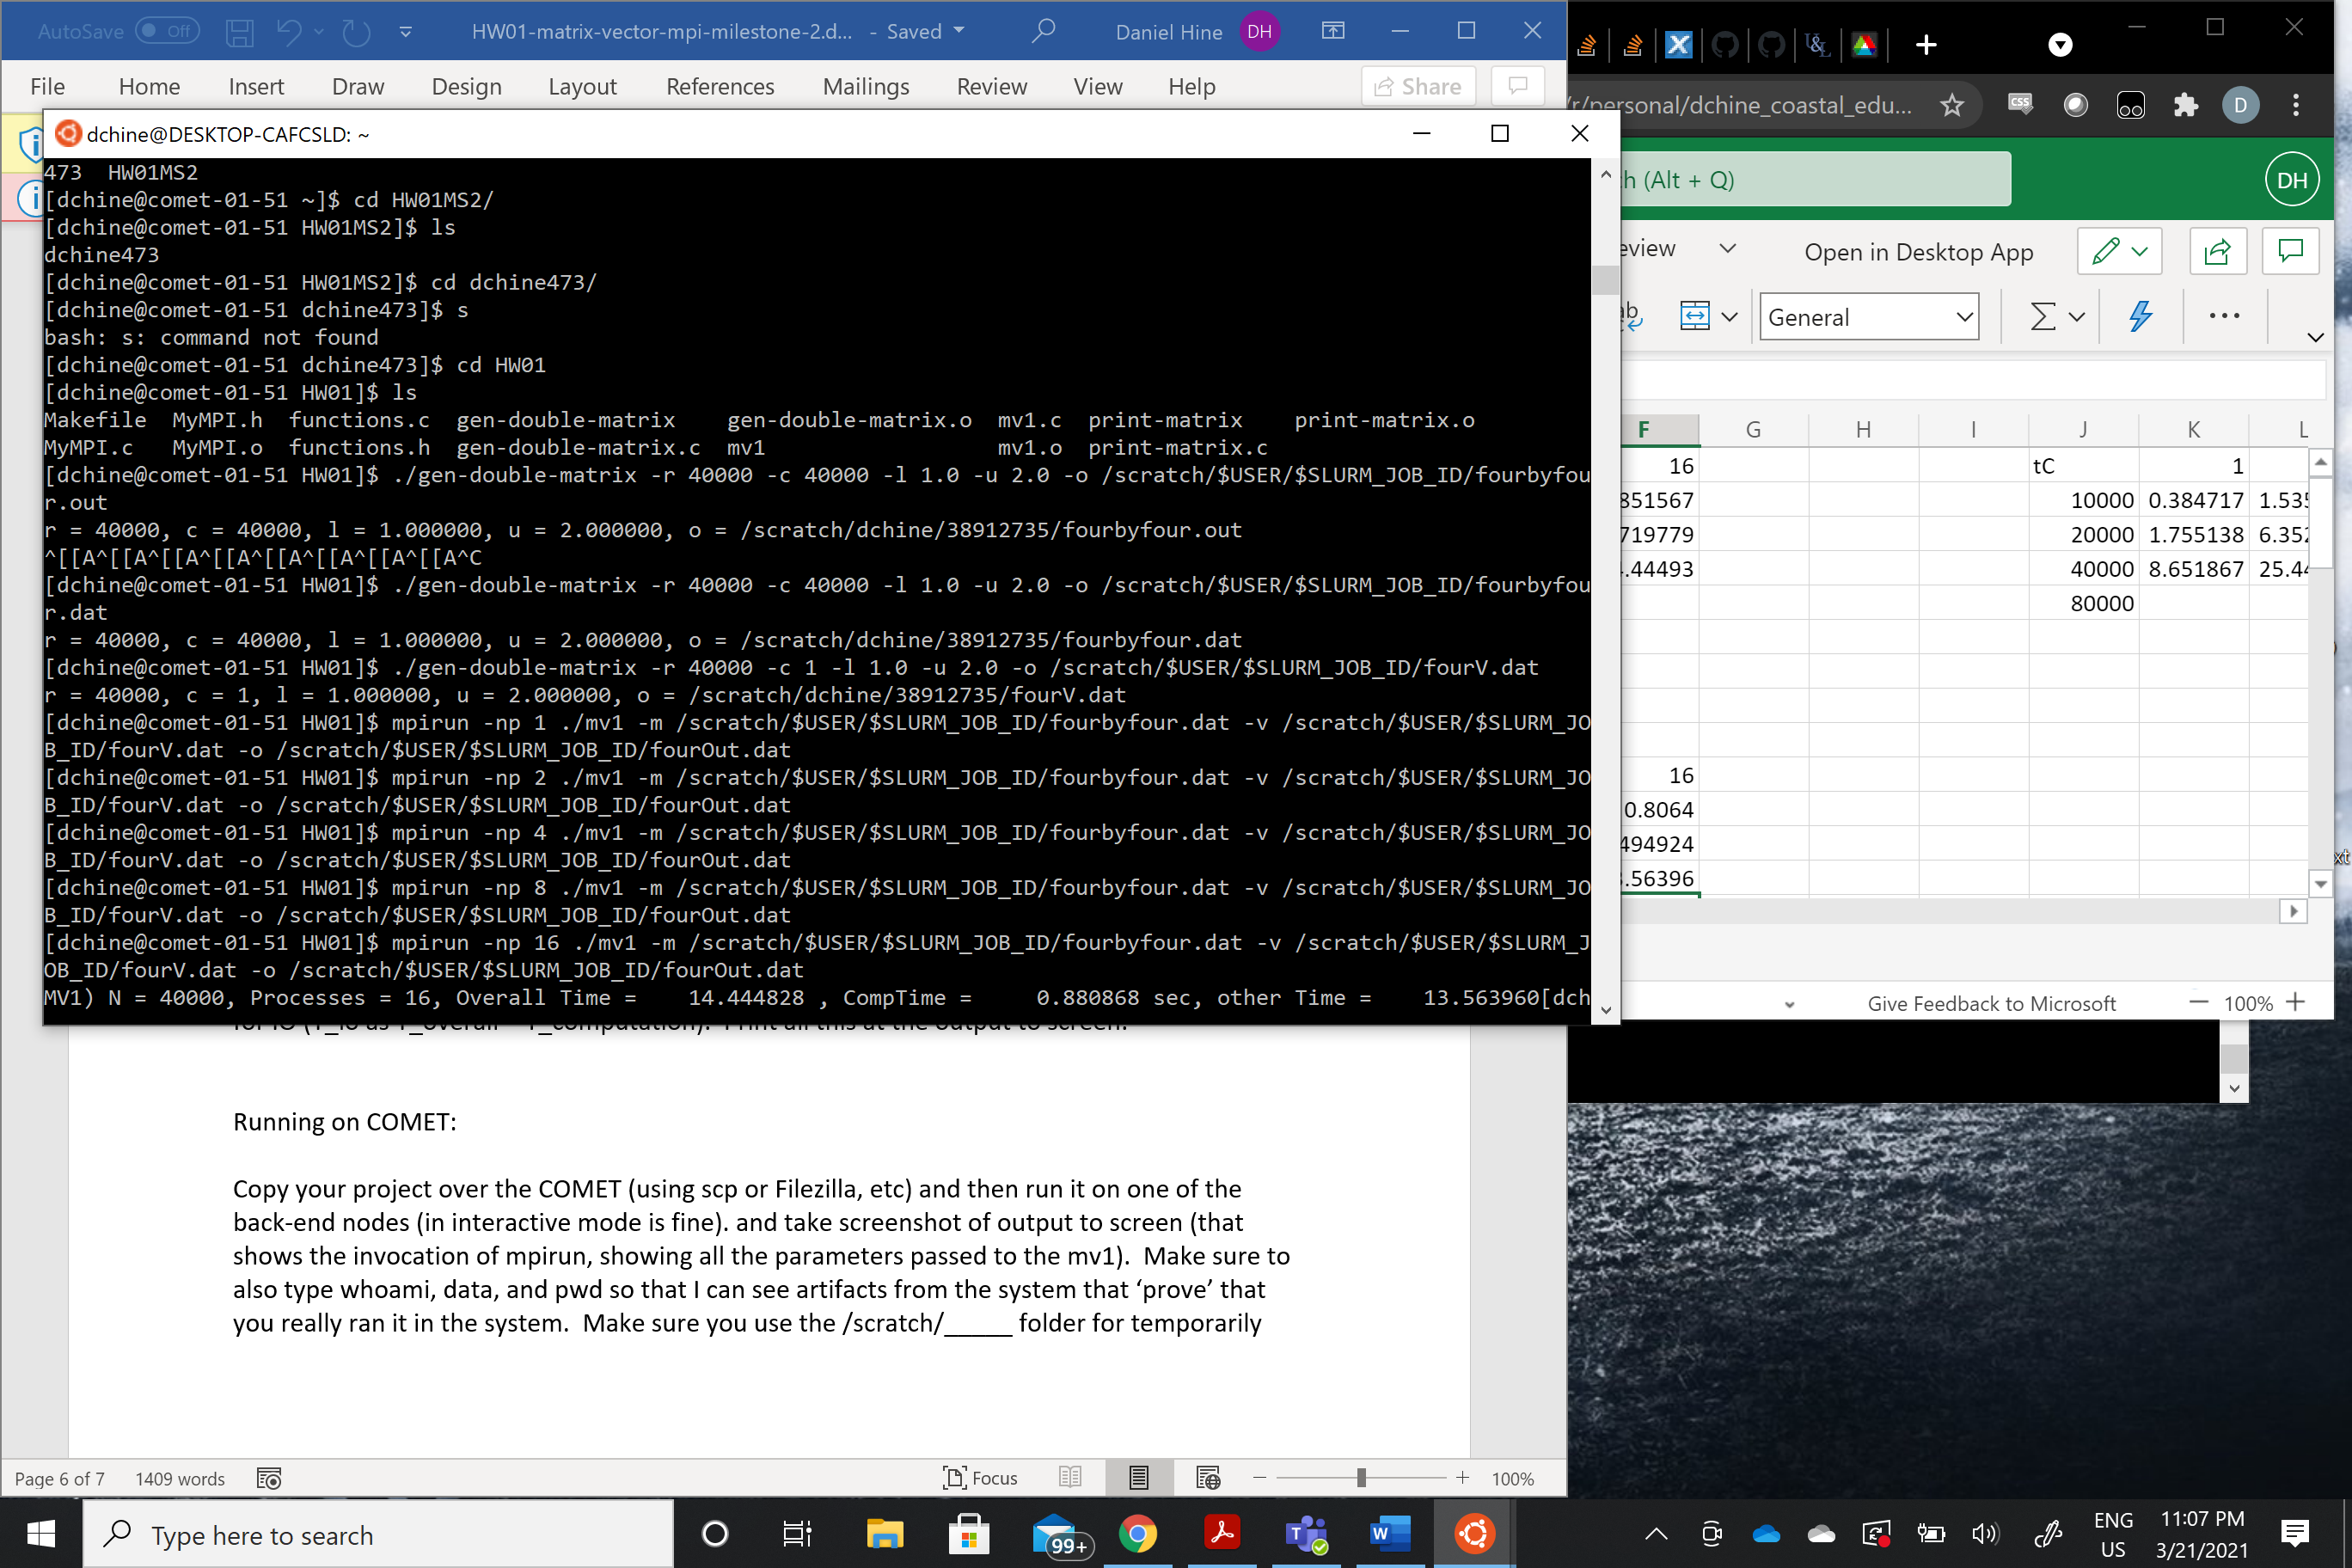 AutoSave Off HW01-matrix-vector-mpi-milestone-2.d... - Saved Daniel Hine DH
File Home Insert Draw Design Layout References Mailings Review View Help Share
dchine@DESKTOP-CAFCSLD: ~
473  HW01MS2
[dchine@comet-01-51 ~]$ cd HW01MS2/
[dchine@comet-01-51 HW01MS2]$ ls
dchine473
[dchine@comet-01-51 HW01MS2]$ cd dchine473/
[dchine@comet-01-51 dchine473]$ s
bash: s: command not found
[dchine@comet-01-51 dchine473]$ cd HW01
[dchine@comet-01-51 HW01]$ ls
Makefile  MyMPI.h  functions.c  gen-double-matrix    gen-double-matrix.o  mv1.c  print-matrix    print-matrix.o
MyMPI.c   MyMPI.o  functions.h  gen-double-matrix.c  mv1                  mv1.o  print-matrix.c
[dchine@comet-01-51 HW01]$ ./gen-double-matrix -r 40000 -c 40000 -l 1.0 -u 2.0 -o /scratch/$USER/$SLURM_JOB_ID/fourbyfou
r.out
r = 40000, c = 40000, l = 1.000000, u = 2.000000, o = /scratch/dchine/38912735/fourbyfour.out
^[[A^[[A^[[A^[[A^[[A^[[A^[[A^[[A^C
[dchine@comet-01-51 HW01]$ ./gen-double-matrix -r 40000 -c 40000 -l 1.0 -u 2.0 -o /scratch/$USER/$SLURM_JOB_ID/fourbyfou
r.dat
r = 40000, c = 40000, l = 1.000000, u = 2.000000, o = /scratch/dchine/38912735/fourbyfour.dat
[dchine@comet-01-51 HW01]$ ./gen-double-matrix -r 40000 -c 1 -l 1.0 -u 2.0 -o /scratch/$USER/$SLURM_JOB_ID/fourV.dat
r = 40000, c = 1, l = 1.000000, u = 2.000000, o = /scratch/dchine/38912735/fourV.dat
[dchine@comet-01-51 HW01]$ mpirun -np 1 ./mv1 -m /scratch/$USER/$SLURM_JOB_ID/fourbyfour.dat -v /scratch/$USER/$SLURM_JO
B_ID/fourV.dat -o /scratch/$USER/$SLURM_JOB_ID/fourOut.dat
[dchine@comet-01-51 HW01]$ mpirun -np 2 ./mv1 -m /scratch/$USER/$SLURM_JOB_ID/fourbyfour.dat -v /scratch/$USER/$SLURM_JO
B_ID/fourV.dat -o /scratch/$USER/$SLURM_JOB_ID/fourOut.dat
[dchine@comet-01-51 HW01]$ mpirun -np 4 ./mv1 -m /scratch/$USER/$SLURM_JOB_ID/fourbyfour.dat -v /scratch/$USER/$SLURM_JO
B_ID/fourV.dat -o /scratch/$USER/$SLURM_JOB_ID/fourOut.dat
[dchine@comet-01-51 HW01]$ mpirun -np 8 ./mv1 -m /scratch/$USER/$SLURM_JOB_ID/fourbyfour.dat -v /scratch/$USER/$SLURM_JO
B_ID/fourV.dat -o /scratch/$USER/$SLURM_JOB_ID/fourOut.dat
[dchine@comet-01-51 HW01]$ mpirun -np 16 ./mv1 -m /scratch/$USER/$SLURM_JOB_ID/fourbyfour.dat -v /scratch/$USER/$SLURM_J
OB_ID/fourV.dat -o /scratch/$USER/$SLURM_JOB_ID/fourOut.dat
MV1) N = 40000, Processes = 16, Overall Time =    14.444828 , CompTime =     0.880868 sec, other Time =    13.563960[dch
Running on COMET:
Copy your project over the COMET (using scp or Filezilla, etc) and then run it on one of the
back-end nodes (in interactive mode is fine). and take screenshot of output to screen (that
shows the invocation of mpirun, showing all the parameters passed to the mv1).  Make sure to
also type whoami, data, and pwd so that I can see artifacts from the system that ‘prove’ that
you really ran it in the system.  Make sure you use the /scratch/_____ folder for temporarily
Page 6 of 7 1409 words Focus 100%
/r/personal/dchine_coastal_edu... D
h (Alt + Q) DH
eview Open in Desktop App
ab General
F G H I J K L
16 tC 1
851567 10000 0.384717 1.535
719779 20000 1.755138 6.352
.44493 40000 8.651867 25.44
80000
16
0.8064
494924
.56396
Give Feedback to Microsoft 100%
xt
Type here to search 99+ ENG US 11:07 PM 3/21/2021